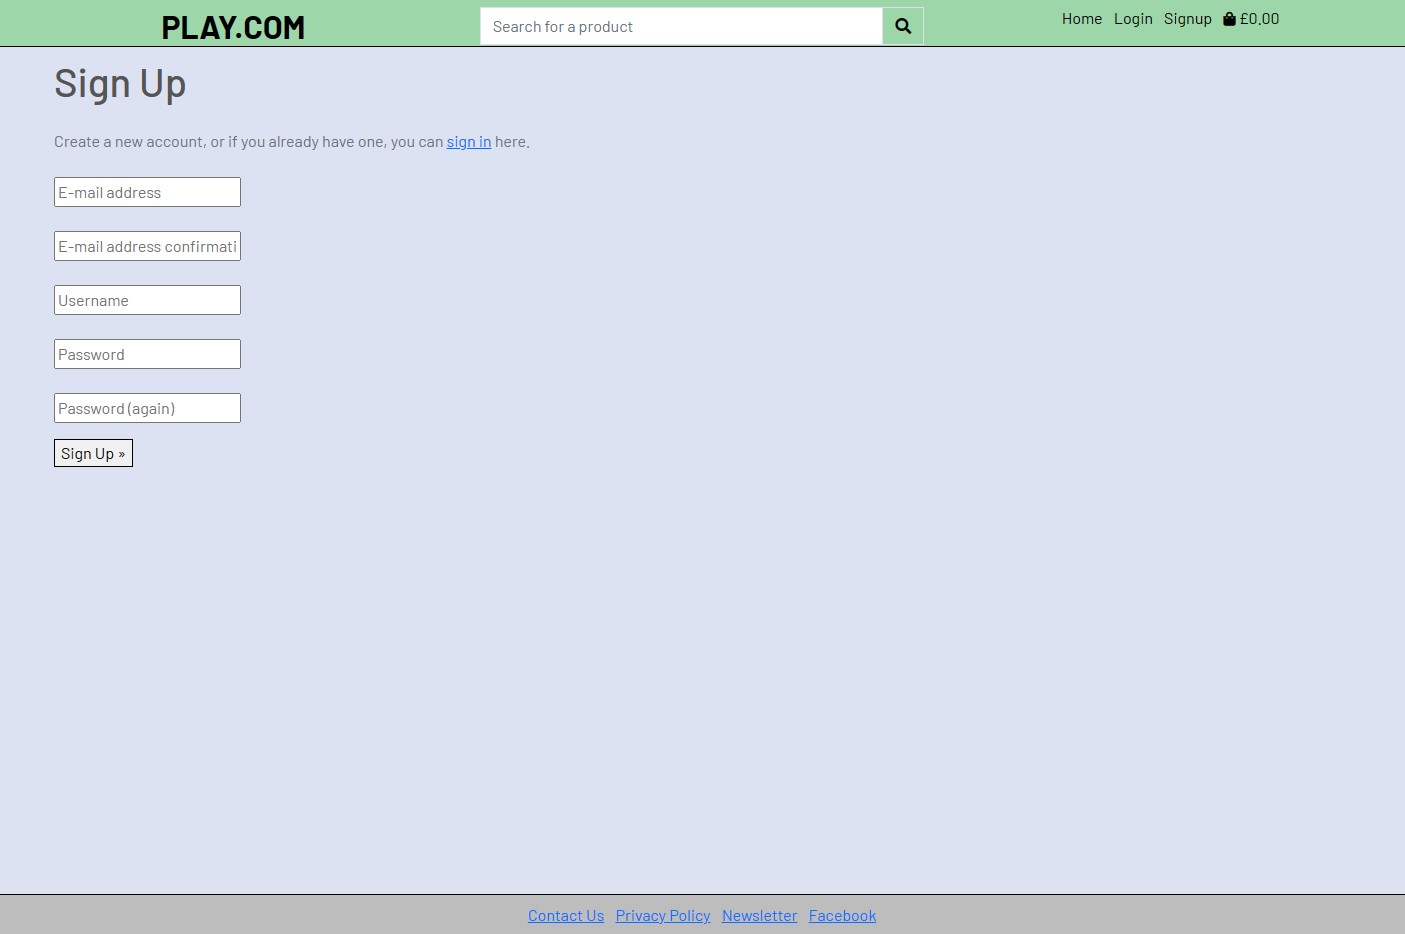 PLAY.COM
Search for a product
Home Login Signup £0.00
Sign Up
Create a new account, or if you already have one, you can sign in here.
E-mail address
E-mail address confirmati
Username
Password
Password (again)
Sign Up »
Contact Us Privacy Policy Newsletter Facebook